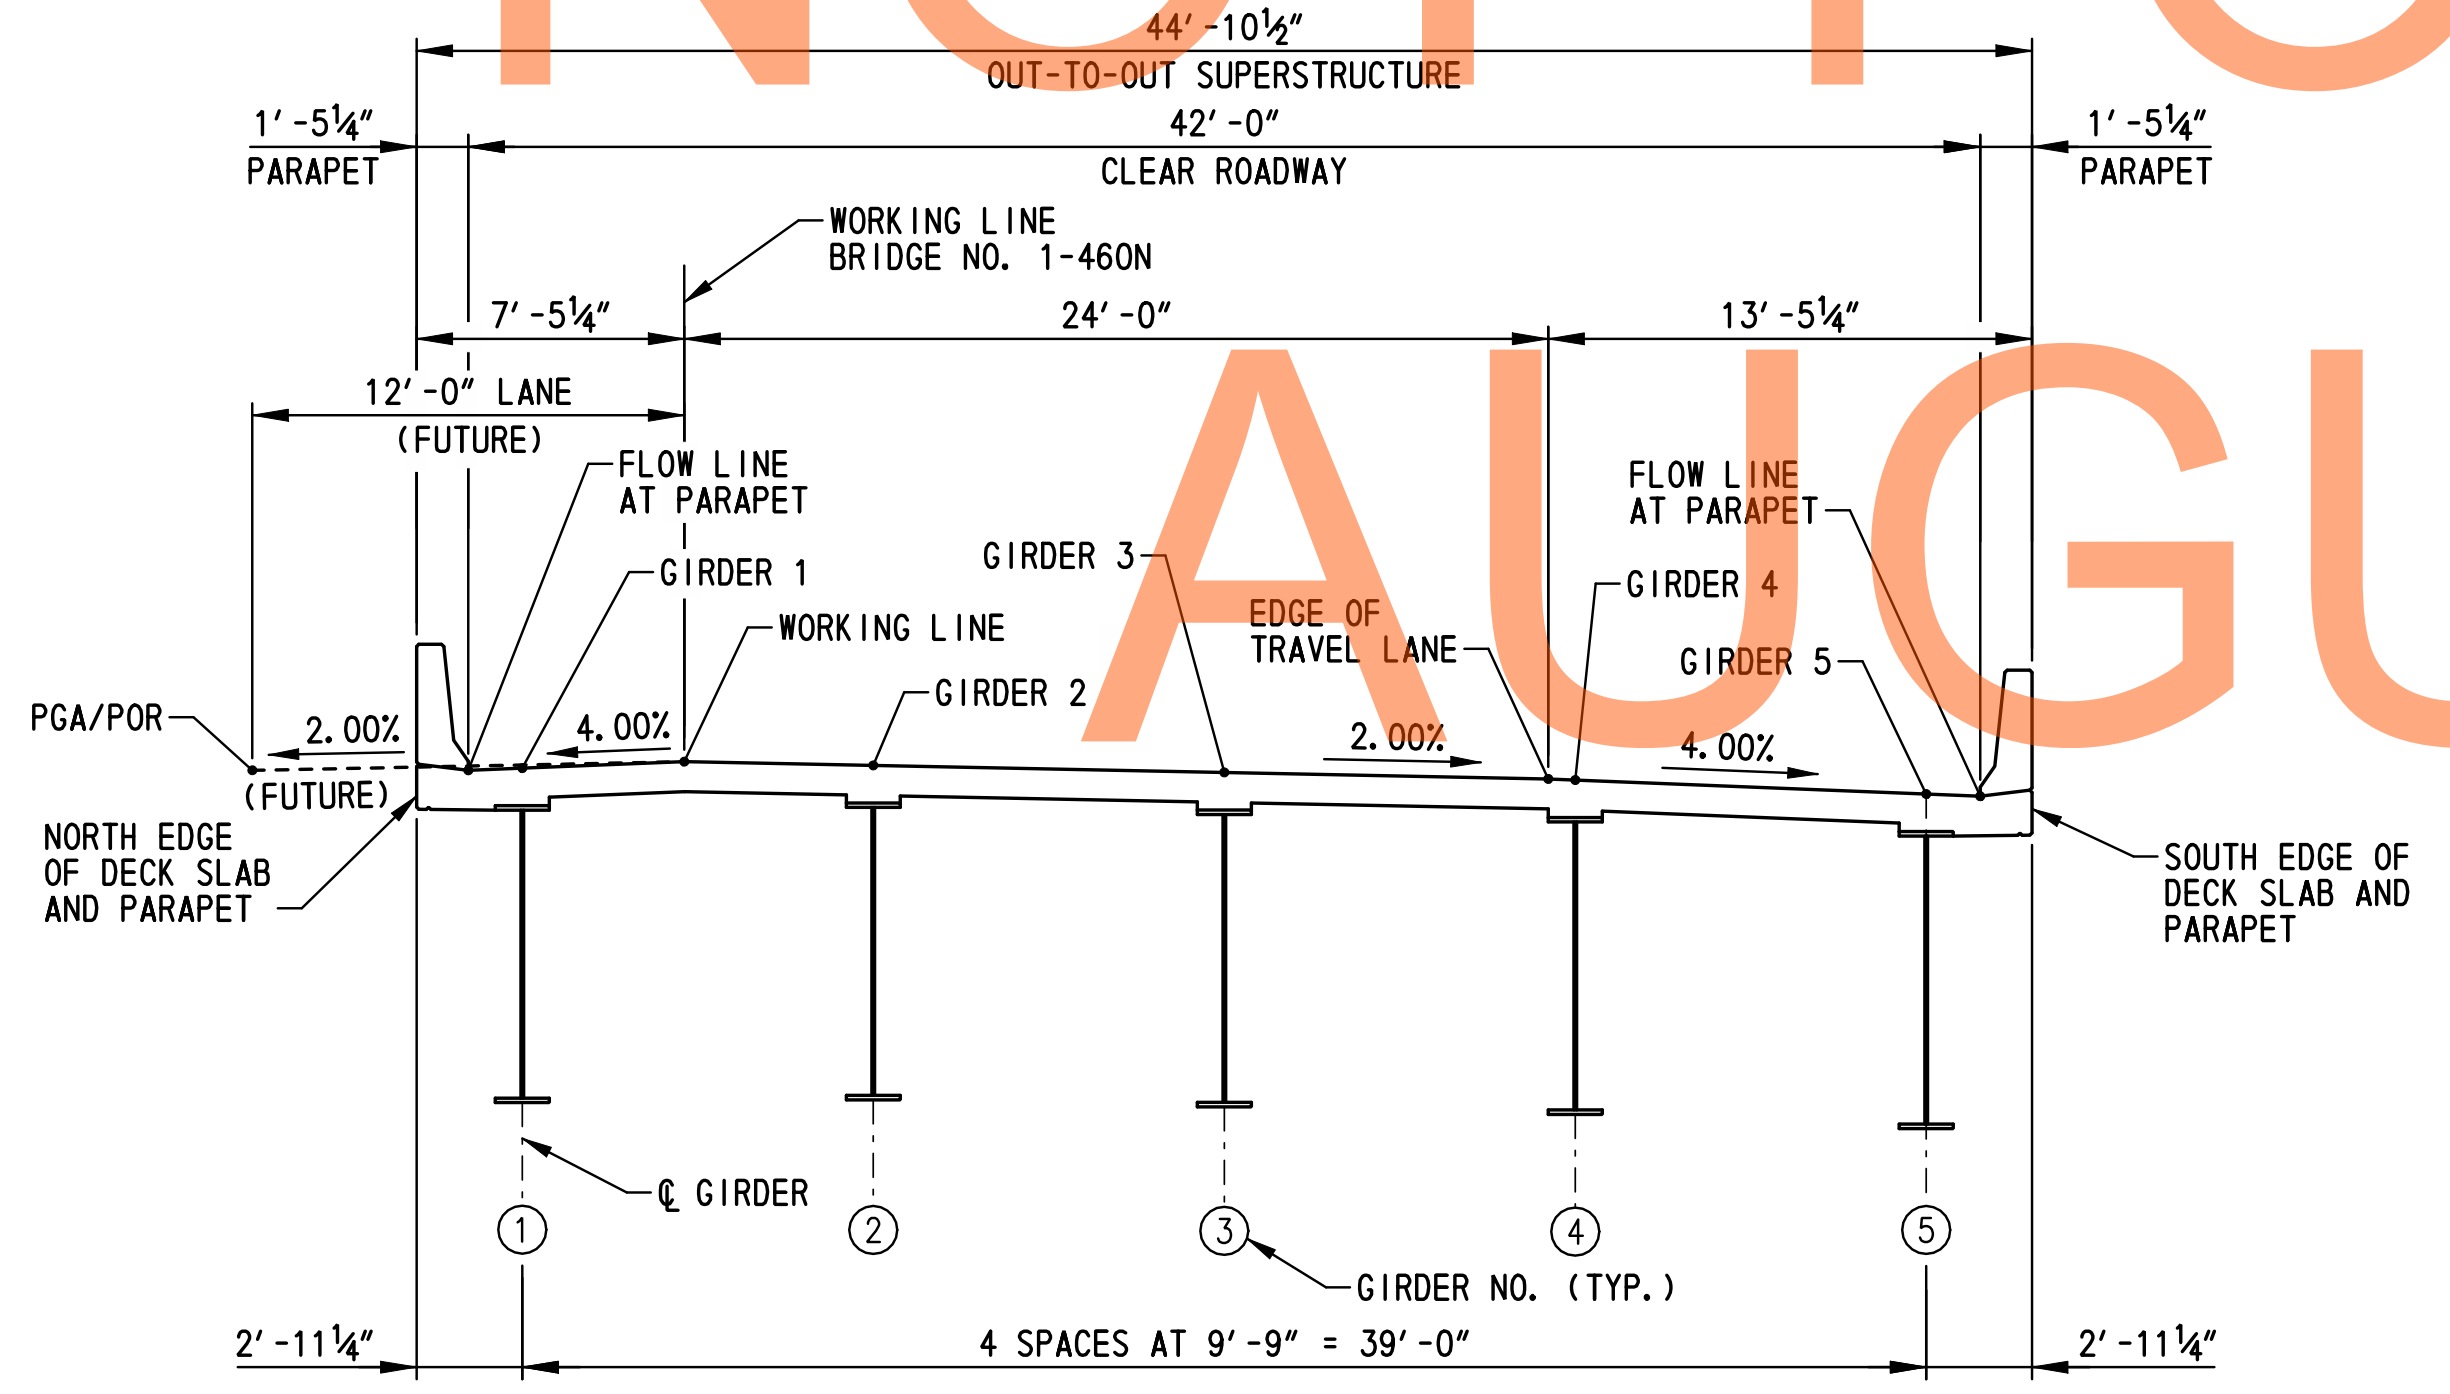 44'-10½"
OUT-TO-OUT SUPERSTRUCTURE
1'-5¼"
PARAPET
42'-0"
CLEAR ROADWAY
1'-5¼"
PARAPET
WORKING LINE
BRIDGE NO. 1-460N
7'-5¼"
24'-0"
13'-5¼"
12'-0" LANE
(FUTURE)
FLOW LINE
AT PARAPET
FLOW LINE
AT PARAPET
GIRDER 3
GIRDER 1
GIRDER 4
EDGE OF
TRAVEL LANE
WORKING LINE
GIRDER 5
GIRDER 2
PGA/POR
2.00%
4.00%
2.00%
4.00%
(FUTURE)
NORTH EDGE
OF DECK SLAB
AND PARAPET
SOUTH EDGE OF
DECK SLAB AND
PARAPET
℄ GIRDER
1
2
3
4
5
GIRDER NO. (TYP.)
2'-11¼"
4 SPACES AT 9'-9" = 39'-0"
2'-11¼"
AUGU